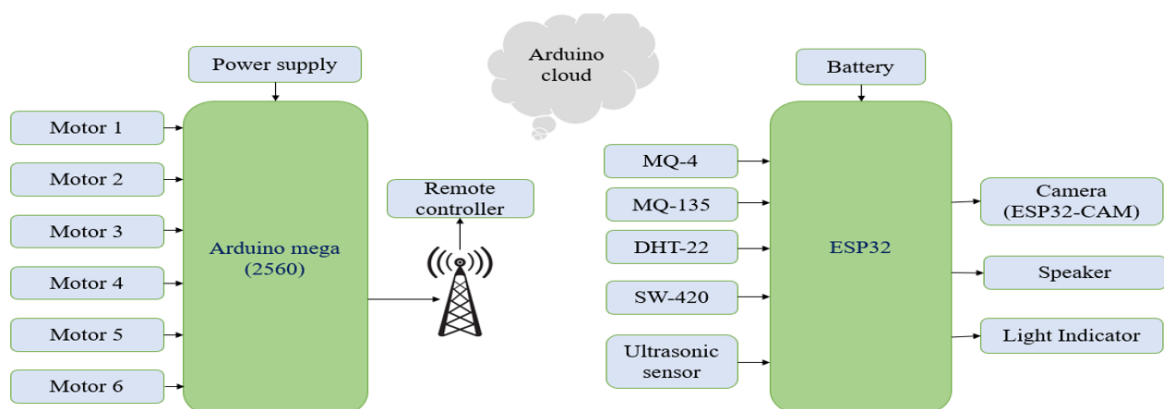 Power supply
Motor 1
Motor 2
Motor 3
Motor 4
Motor 5
Motor 6
Arduino mega
(2560)
Remote
controller
Arduino
cloud
Battery
MQ-4
MQ-135
DHT-22
SW-420
Ultrasonic
sensor
ESP32
Camera
(ESP32-CAM)
Speaker
Light Indicator